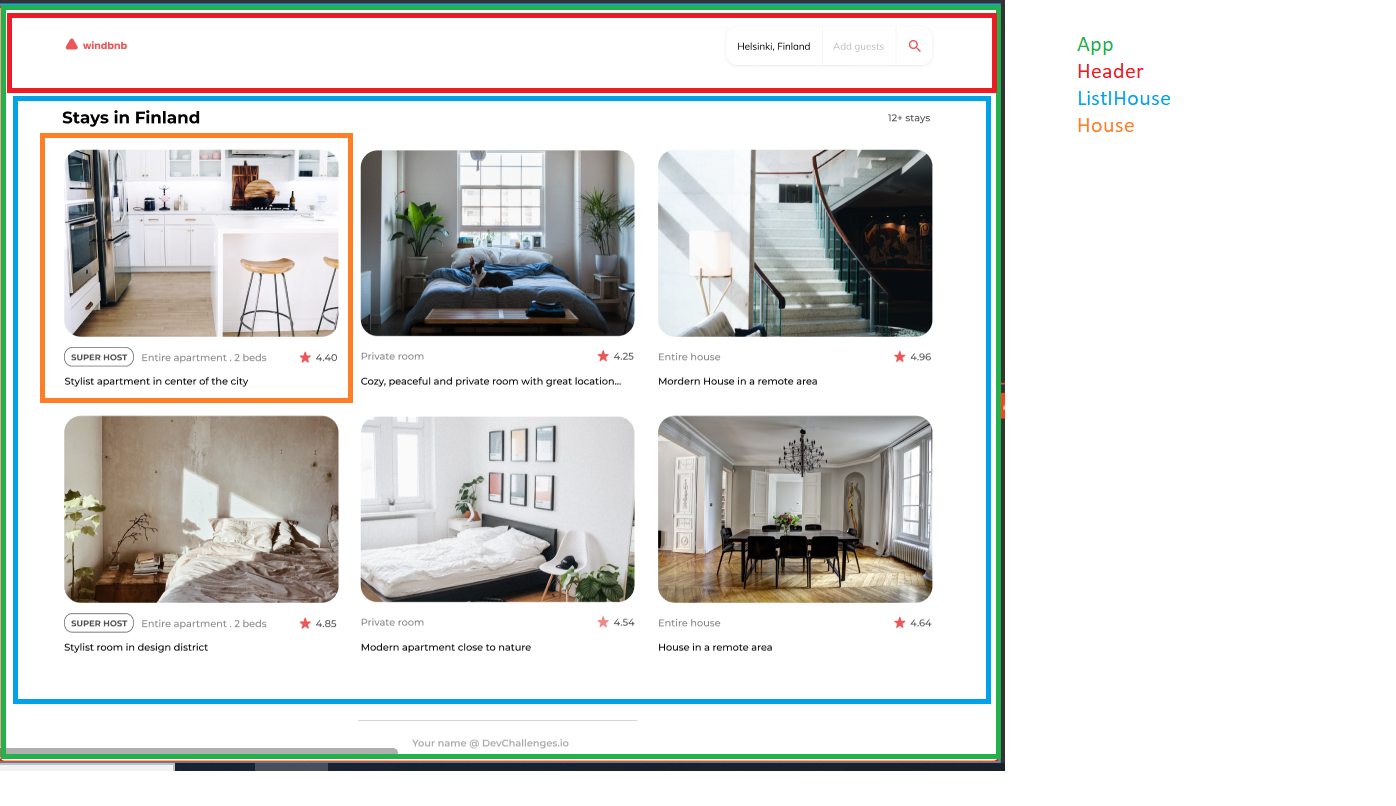 windbnb
Helsinki, Finland
Add guests
App
Header
ListlHouse
House
Stays in Finland
12+ stays
SUPER HOST
Entire apartment . 2 beds
4.40
Stylist apartment in center of the city
Private room
4.25
Cozy, peaceful and private room with great location...
Entire house
4.96
Mordern House in a remote area
SUPER HOST
Entire apartment . 2 beds
4.85
Stylist room in design district
Private room
4.54
Modern apartment close to nature
Entire house
4.64
House in a remote area
Your name @ DevChallenges.io